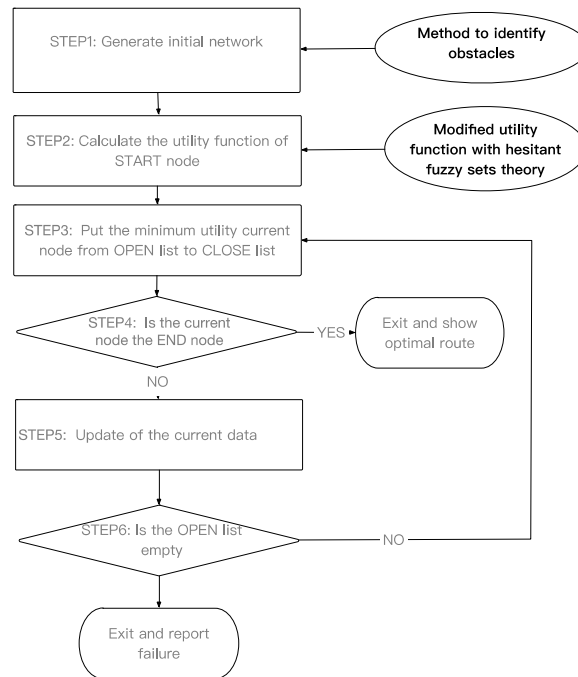 STEP1: Generate initial network
Method to identify
obstacles
STEP2: Calculate the utility function of
START node
Modified utility
function with hesitant
fuzzy sets theory
STEP3:  Put the minimum utility current
node from OPEN list to CLOSE list
STEP4:  Is the current
node the END node
YES
Exit and show
optimal route
NO
STEP5:  Update of the current data
STEP6: Is the OPEN list
empty
NO
Exit and report
failure